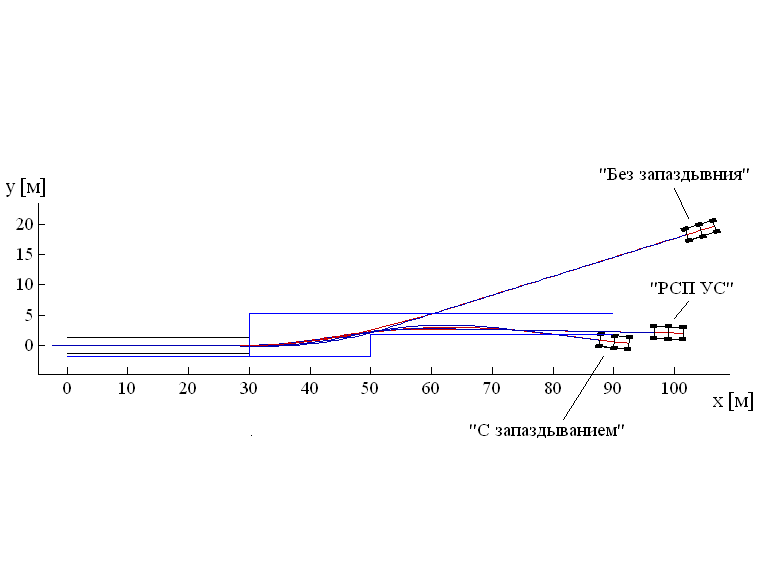 "Без запаздывния"
y [м]
20
15
10
5
0
"РСП УС"
0 10 20 30 40 50 60 70 80 90 100
x [м]
"С запаздыванием"